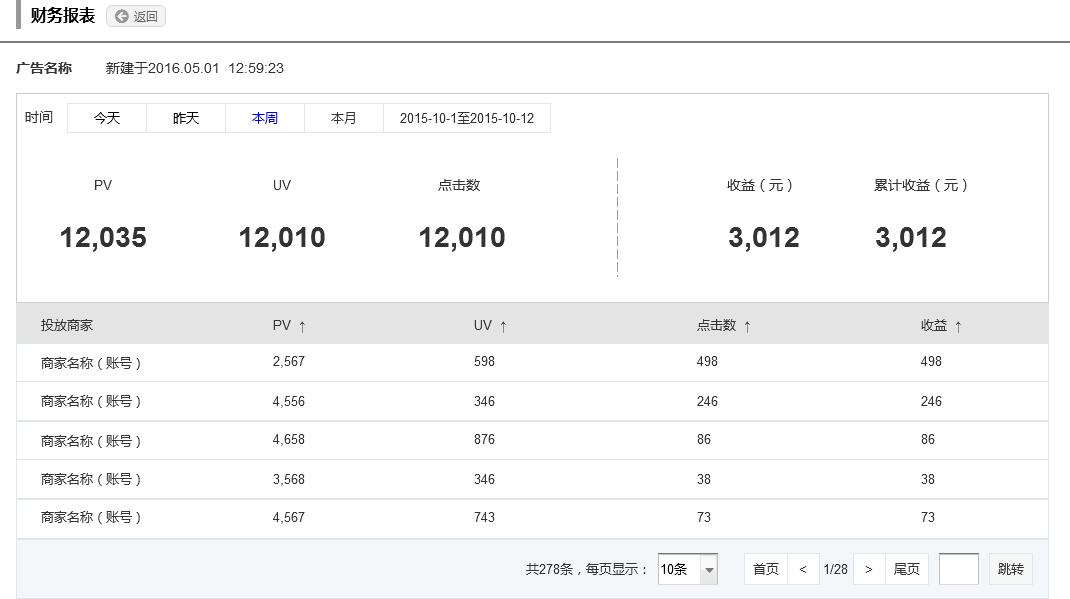 财务报表 返回
广告名称 新建于2016.05.01 12:59:23
时间 今天 昨天 本周 本月 2015-10-1至2015-10-12
PV UV 点击数 收益（元） 累计收益（元）
12,035 12,010 12,010 3,012 3,012
投放商家 PV ↑ UV ↑ 点击数 ↑ 收益 ↑
商家名称（账号） 2,567 598 498 498
商家名称（账号） 4,556 346 246 246
商家名称（账号） 4,658 876 86 86
商家名称（账号） 3,568 346 38 38
商家名称（账号） 4,567 743 73 73
共278条，每页显示： 10条 首页 < 1/28 > 尾页 跳转